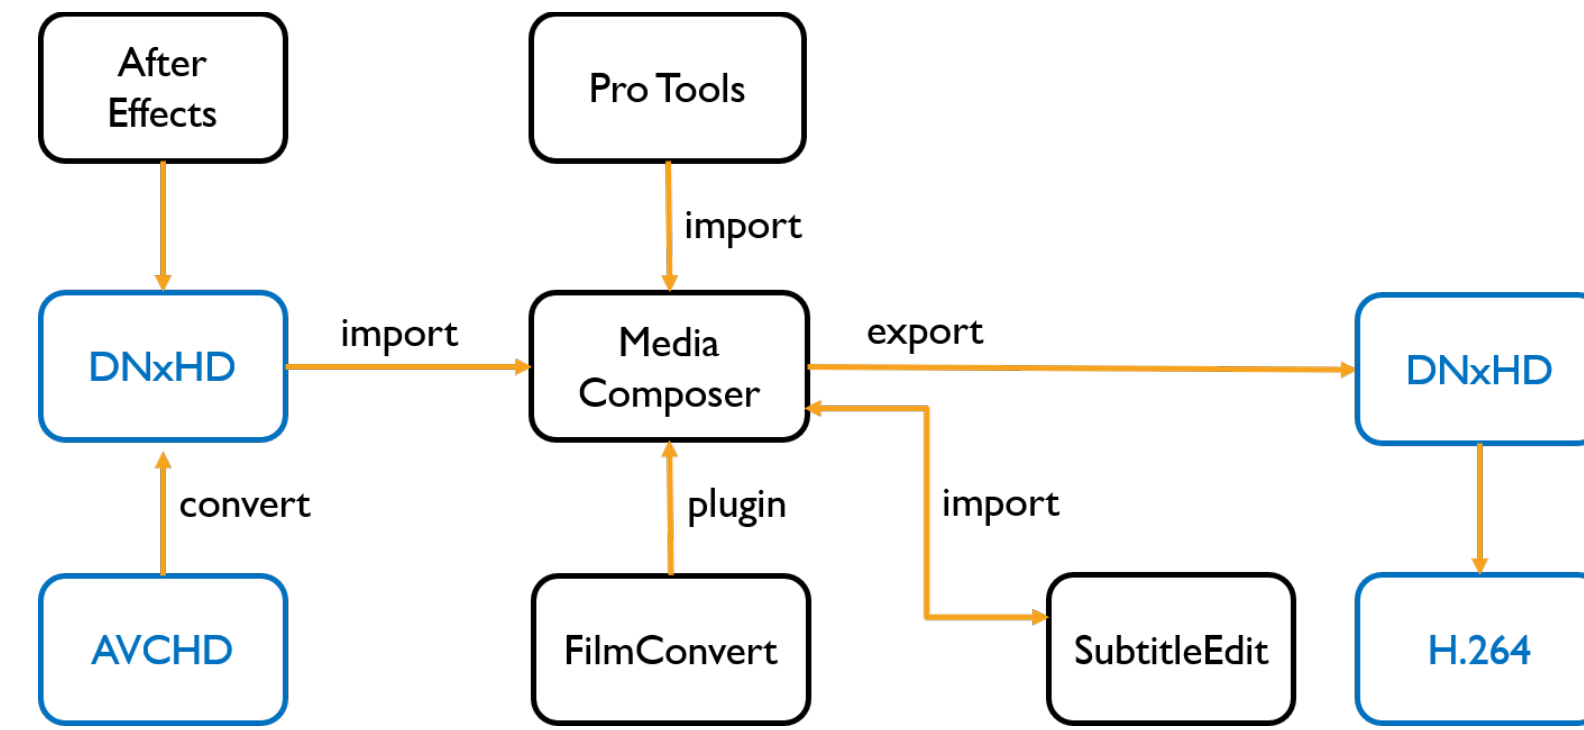 After
Effects
Pro Tools
import
DNxHD
import
Media
Composer
export
DNxHD
convert
plugin
import
AVCHD
FilmConvert
SubtitleEdit
H.264